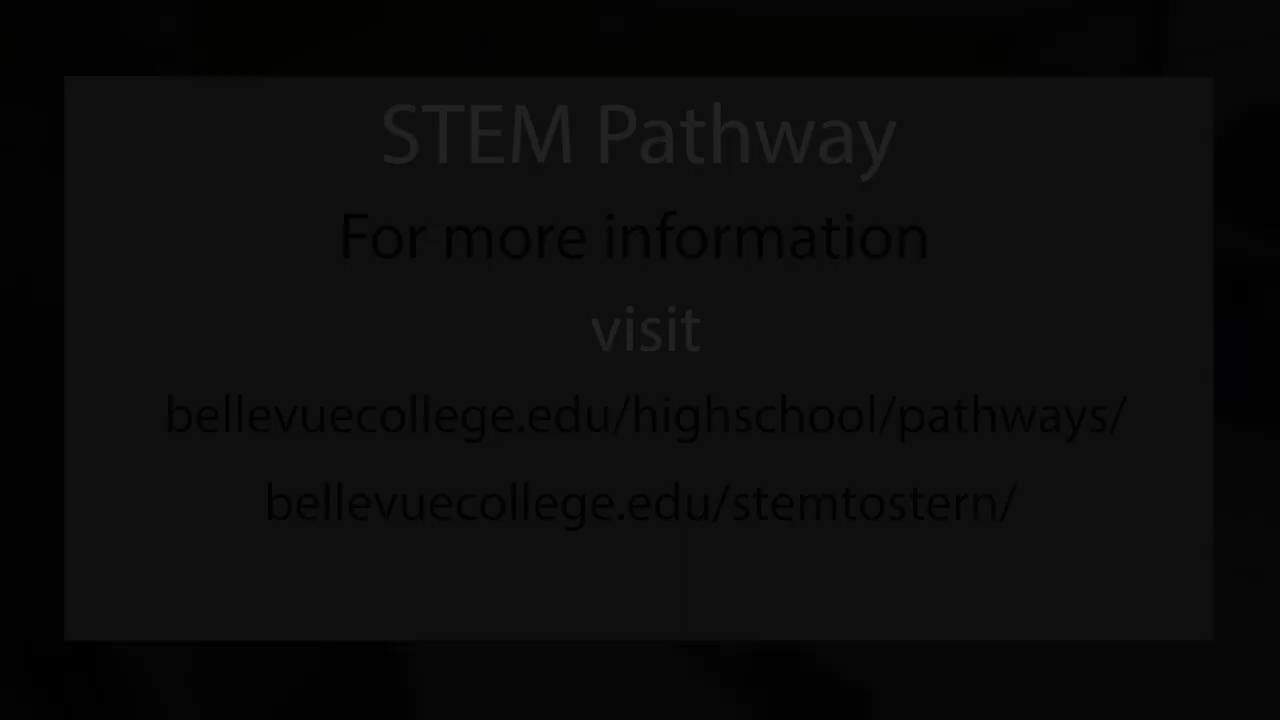 STEM Pathway
For more information
visit
bellevuecollege.edu/highschool/pathways/
bellevuecollege.edu/stemtostern/